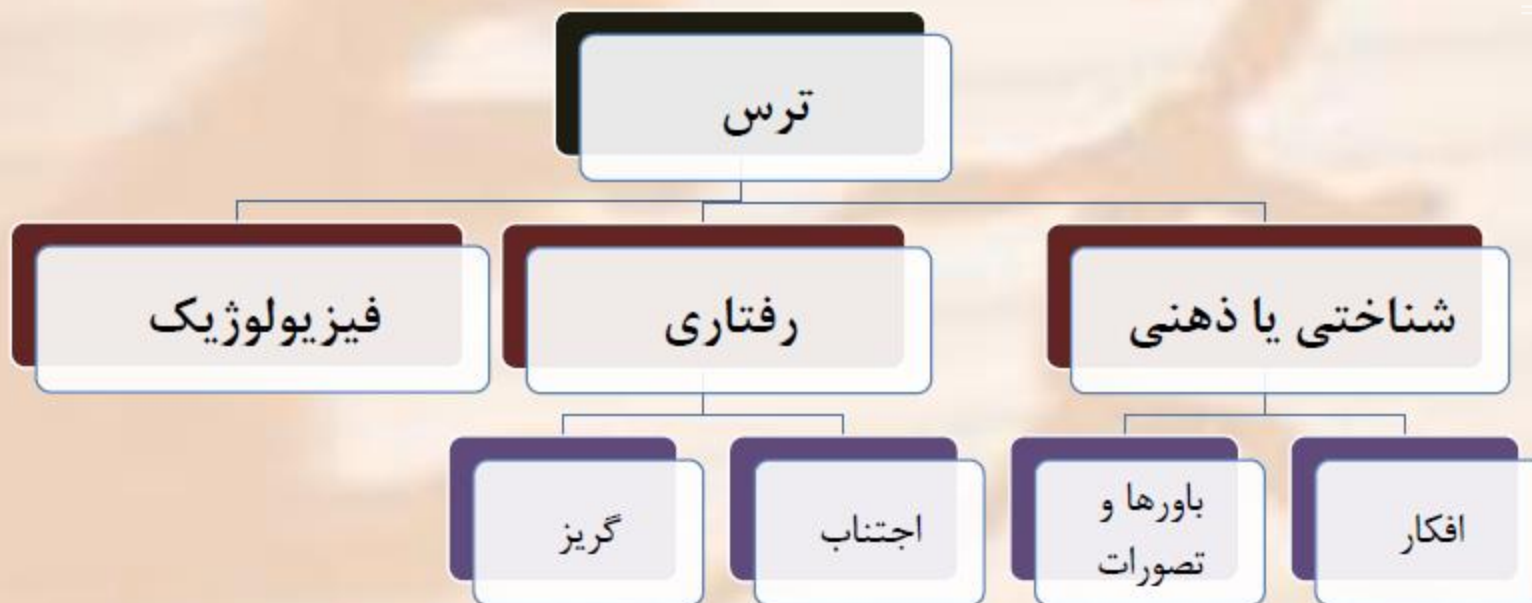 ترس
شناختی یا ذهنی
رفتاری
فیزیولوژیک
افکار
باورها و
تصورات
اجتناب
گریز